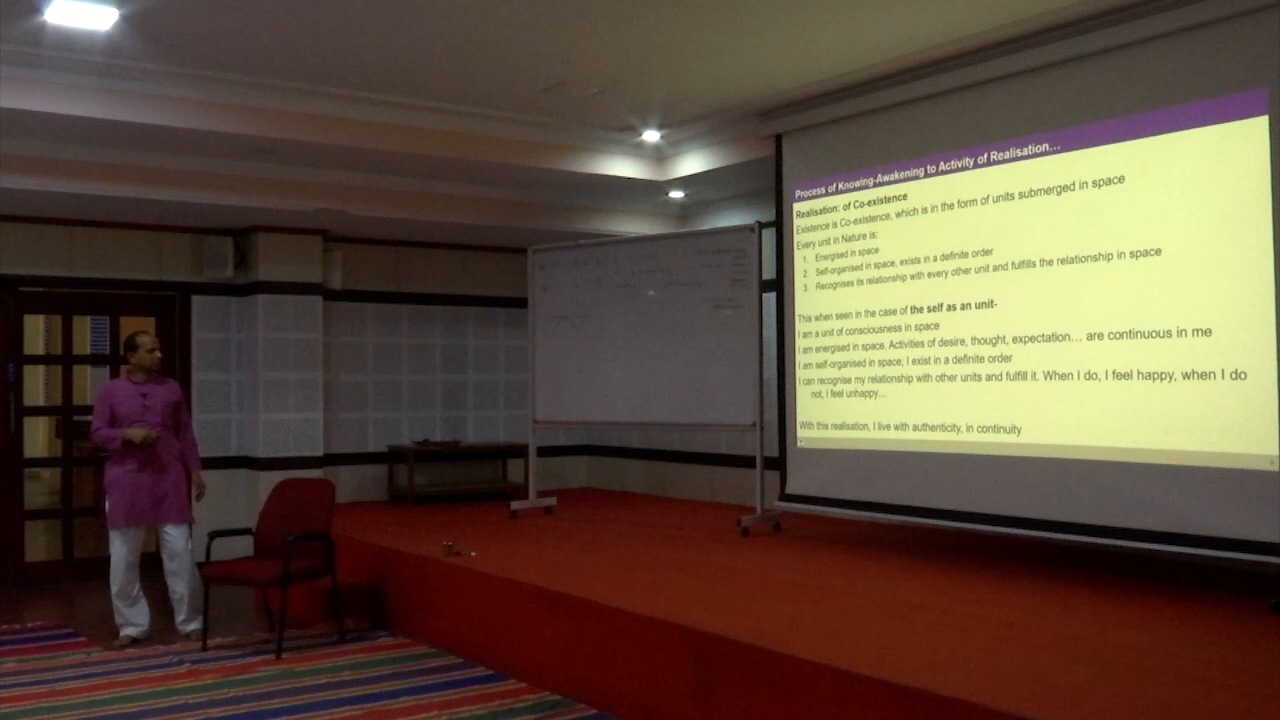 Process of Knowing-Awakening to Activity of Realisation…
Realisation: of Co-existence
Existence is Co-existence, which is in the form of units submerged in space
Every unit in Nature is:
1. Energised in space
2. Self-organised in space, exists in a definite order
3. Recognises its relationship with every other unit and fulfills the relationship in space
This when seen in the case of the self as an unit-
I am a unit of consciousness in space
I am energised in space. Activities of desire, thought, expectation… are continuous in me
I am self-organised in space; I exist in a definite order
I can recognise my relationship with other units and fulfill it. When I do, I feel happy, when I do
not, I feel unhappy…
With this realisation, I live with authenticity, in continuity